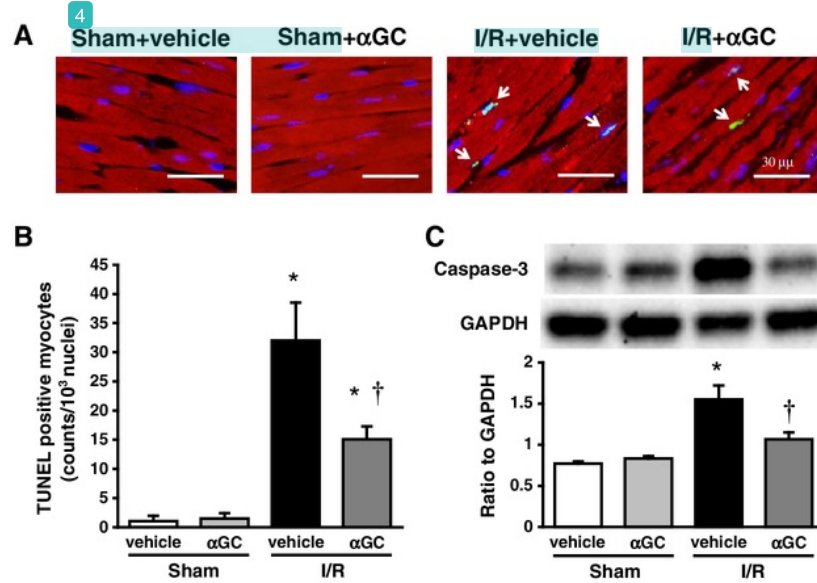 4
A Sham+vehicle Sham+αGC I/R+vehicle I/R+αGC
30 μμ
B
TUNEL positive myocytes
(counts/10³ nuclei)
45
40
35
30
25
20
15
10
5
0
*
* †
vehicle αGC vehicle αGC
Sham I/R
C
Caspase-3
GAPDH
Ratio to GAPDH
2
1.5
1
0.5
0
*
†
vehicle αGC vehicle αGC
Sham I/R